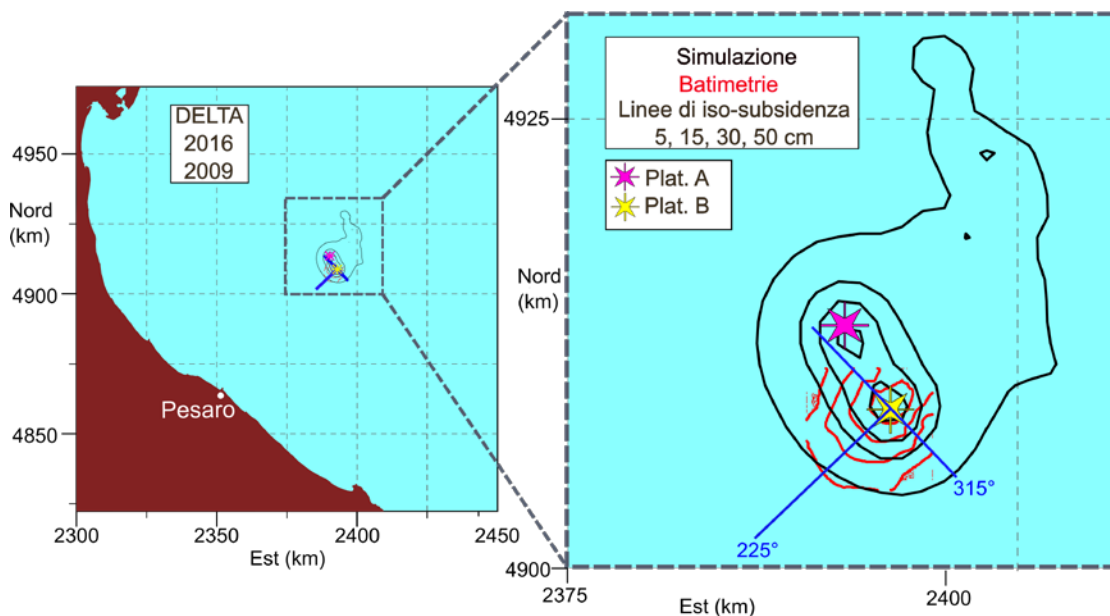 DELTA
2016
2009
4950
Nord
(km)
4900
4850
Pesaro
2300
2350
2400
2450
Est (km)
Simulazione
Batimetrie
Linee di iso-subsidenza
5, 15, 30, 50 cm
Plat. A
Plat. B
4925
Nord
(km)
4900
315°
225°
2375
2400
Est (km)